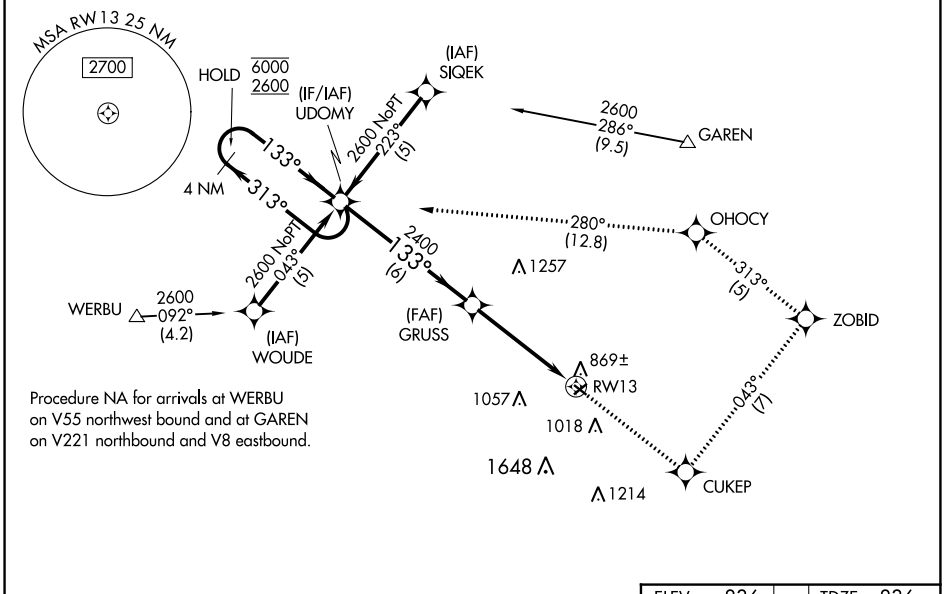 MSA RW13 25 NM
2700
HOLD
6000
2600
(IF/IAF)
UDOMY
(IAF)
SIQEK
2600 NoPT
223°
(5)
2600
286°
(9.5)
GAREN
133°
4 NM
313°
280°
(12.8)
OHOCY
2400
133°
(6)
1257
313°
(5)
2600 NoPT
043°
(5)
WERBU
2600
092°
(4.2)
(IAF)
WOUDE
(FAF)
GRUSS
ZOBID
869±
RW13
1057
1018
043°
(7)
Procedure NA for arrivals at WERBU
on V55 northwest bound and at GAREN
on V221 northbound and V8 eastbound.
1648
1214
CUKEP